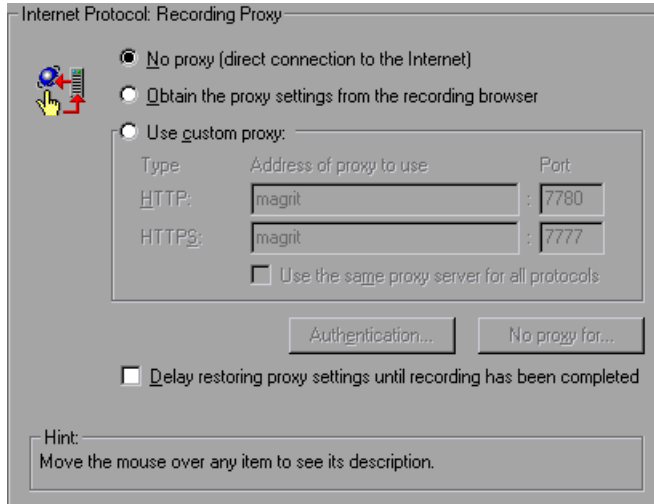 Internet Protocol: Recording Proxy
No proxy (direct connection to the Internet)
Obtain the proxy settings from the recording browser
Use custom proxy:
Type Address of proxy to use Port
HTTP: magrit : 7780
HTTPS: magrit : 7777
Use the same proxy server for all protocols
Authentication... No proxy for...
Delay restoring proxy settings until recording has been completed
Hint:
Move the mouse over any item to see its description.